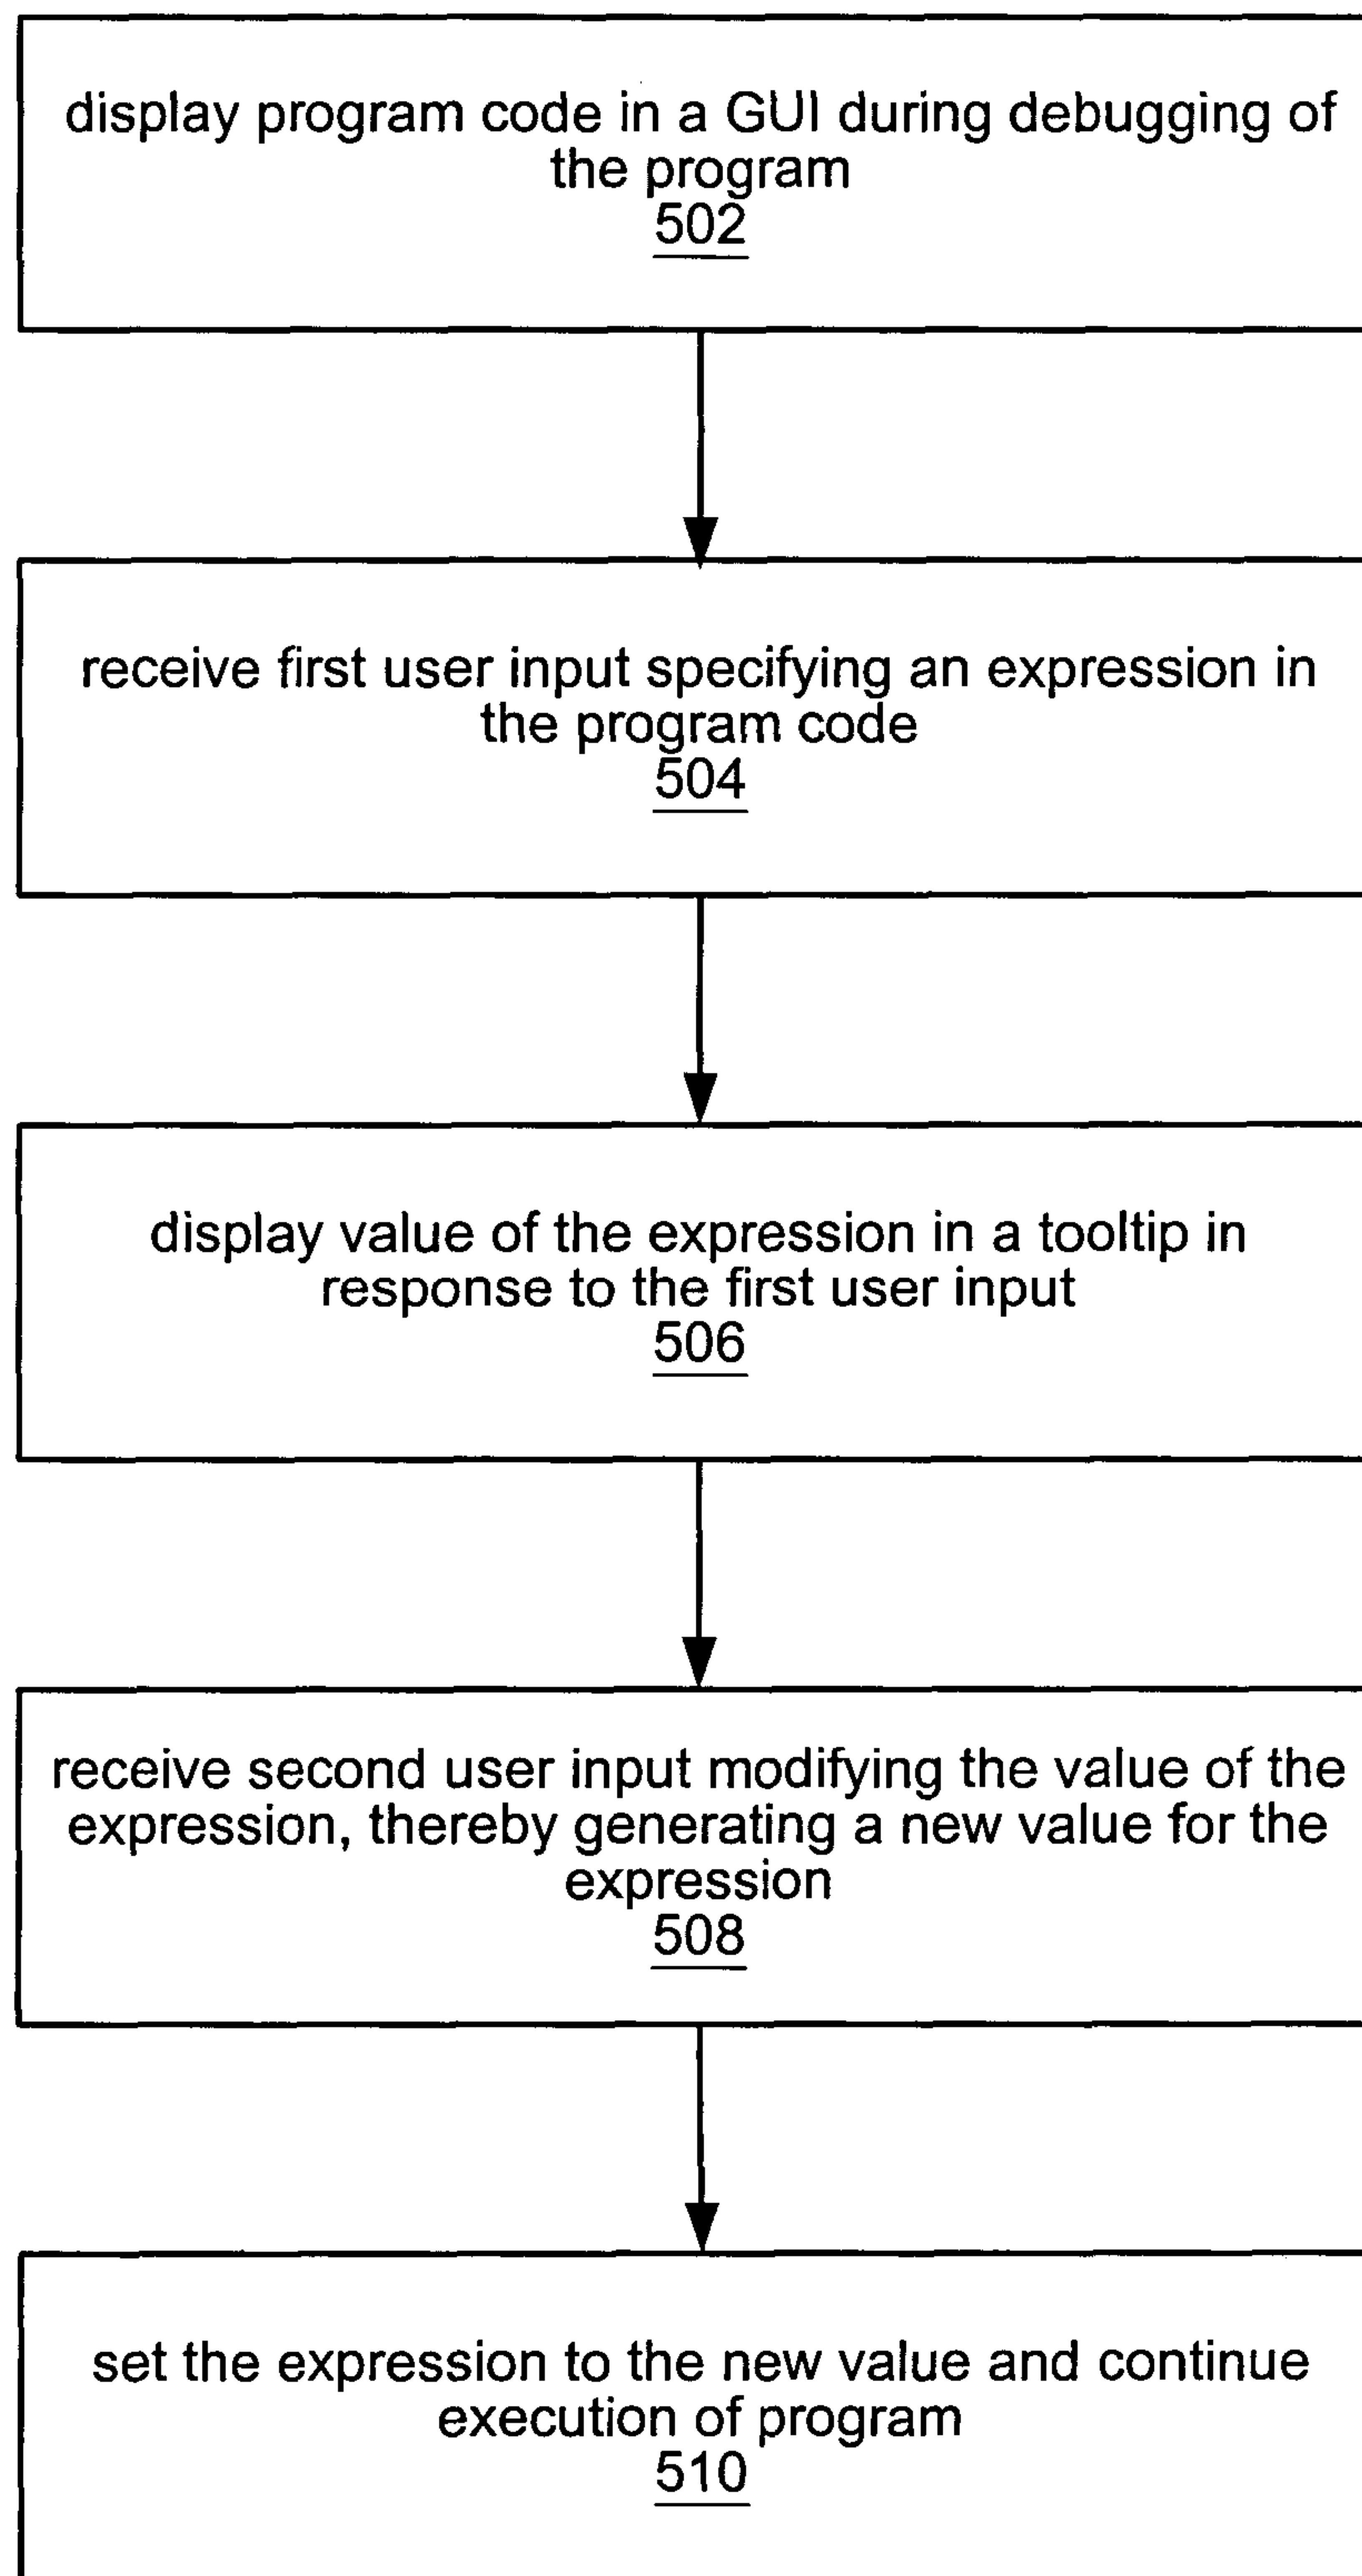 display program code in a GUI during debugging of
the program
502
receive first user input specifying an expression in
the program code
504
display value of the expression in a tooltip in
response to the first user input
506
receive second user input modifying the value of the
expression, thereby generating a new value for the
expression
508
set the expression to the new value and continue
execution of program
510